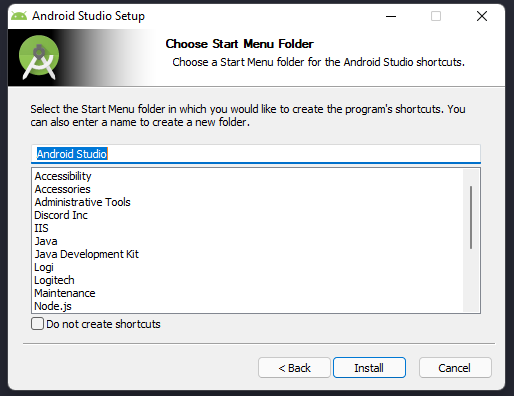 Android Studio Setup
Choose Start Menu Folder
Choose a Start Menu folder for the Android Studio shortcuts.
Select the Start Menu folder in which you would like to create the program's shortcuts. You
can also enter a name to create a new folder.
Android Studio
Accessibility
Accessories
Administrative Tools
Discord Inc
IIS
Java
Java Development Kit
Logi
Logitech
Maintenance
Node.js
Do not create shortcuts
< Back
Install
Cancel